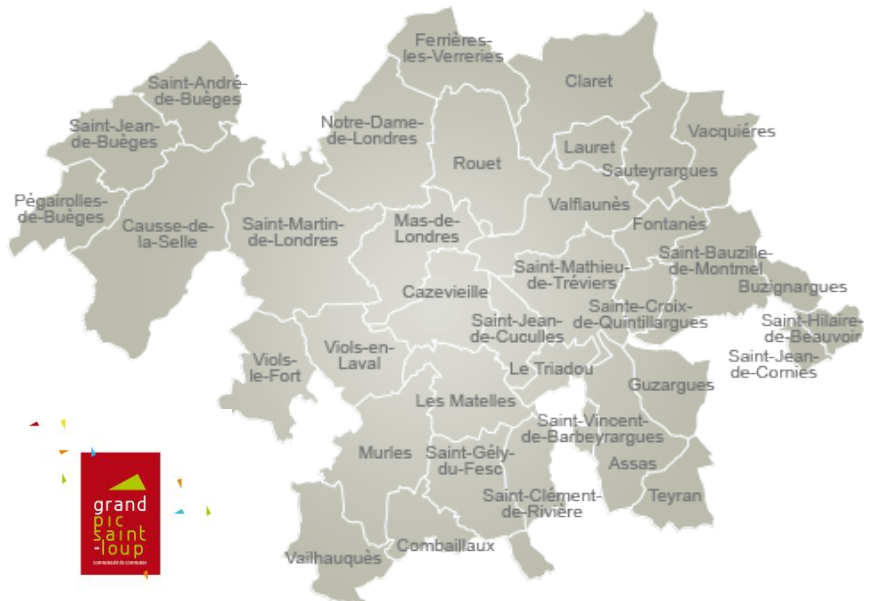 Ferrières-
les-Verreries
Saint-André-
de-Buèges
Claret
Saint-Jean-
de-Buèges
Notre-Dame-
de-Londres
Vacquiéres
Lauret
Rouet
Sauteyrargues
Pégairolles-
de-Buèges
Causse-de-
la-Selle
Saint-Martin-
de-Londres
Mas-de-
Londres
Valflaunès
Fontanès
Saint-Bauzille-
de-Montmel
Saint-Mathieu-
de-Tréviers
Buzignargues
Cazevieille
Sainte-Croix-
de-Quintillargues
Saint-Jean-
de-Cuculles
Saint-Hilaire-
de-Beauvoir
Viols-
le-Fort
Viols-en-
Laval
Le Triadou
Saint-Jean-
de-Cornies
Guzargues
Les Matelles
Saint-Vincent-
de-Barbeyrargues
Murles
Saint-Gély-
du-Fesc
Assas
Saint-Clément-
de-Rivière
Teyran
Combaillaux
Vailhauquès
grand
pic
saint
-loup
communauté de communes